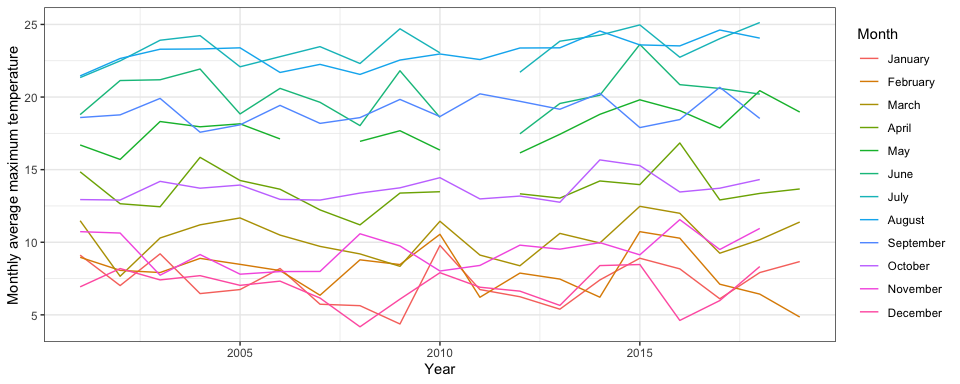 Monthly average maximum temperature
25
20
15
10
5
2005
2010
2015
Year
Month
January
February
March
April
May
June
July
August
September
October
November
December